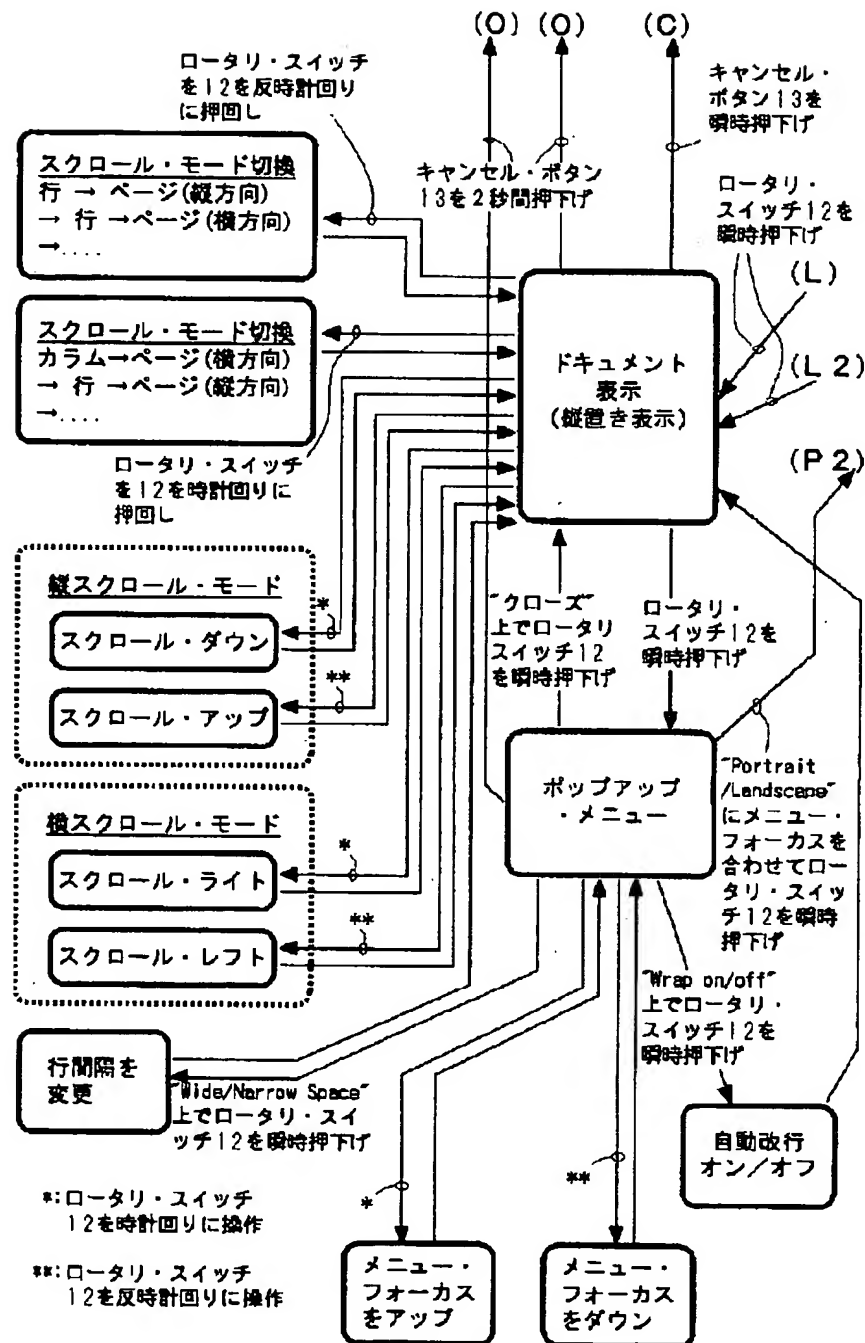 (O) (O) (C)
ロータリ・スイッチ
を12を反時計回り
に押回し
キャンセル・
ボタン13を
瞬時押下げ
スクロール・モード切換
行 → ページ(縦方向)
→ 行 →ページ(横方向)
→....
キャンセル・ボタン
13を2秒間押下げ
ロータリ・
スイッチ12を
瞬時押下げ
(L)
スクロール・モード切換
カラム→ページ(横方向)
→ 行 →ページ(縦方向)
→....
ドキュメント
表示
(縦置き表示)
(L2)
(P2)
ロータリ・スイッチ
を12を時計回りに
押回し
縦スクロール・モード
*
スクロール・ダウン
**
スクロール・アップ
"クローズ"
上でロータリ
スイッチ12
を瞬時押下げ
ロータリ・
スイッチ12を
瞬時押下げ
ポップアップ
・メニュー
"Portrait
/Landscape"
にメニュー・
フォーカスを
合わせてロー
タリ・スイッ
チ12を瞬時
押下げ
横スクロール・モード
*
スクロール・ライト
**
スクロール・レフト
"Wrap on/off"
上でロータリ・
スイッチ12を
瞬時押下げ
行間隔を
変更
"Wide/Narrow Space"
上でロータリ・スイ
ッチ12を瞬時押下げ
自動改行
オン/オフ
*
**
*:ロータリ・スイッチ
12を時計回りに操作
**:ロータリ・スイッチ
12を反時計回りに操作
メニュー・
フォーカス
をアップ
メニュー・
フォーカス
をダウン